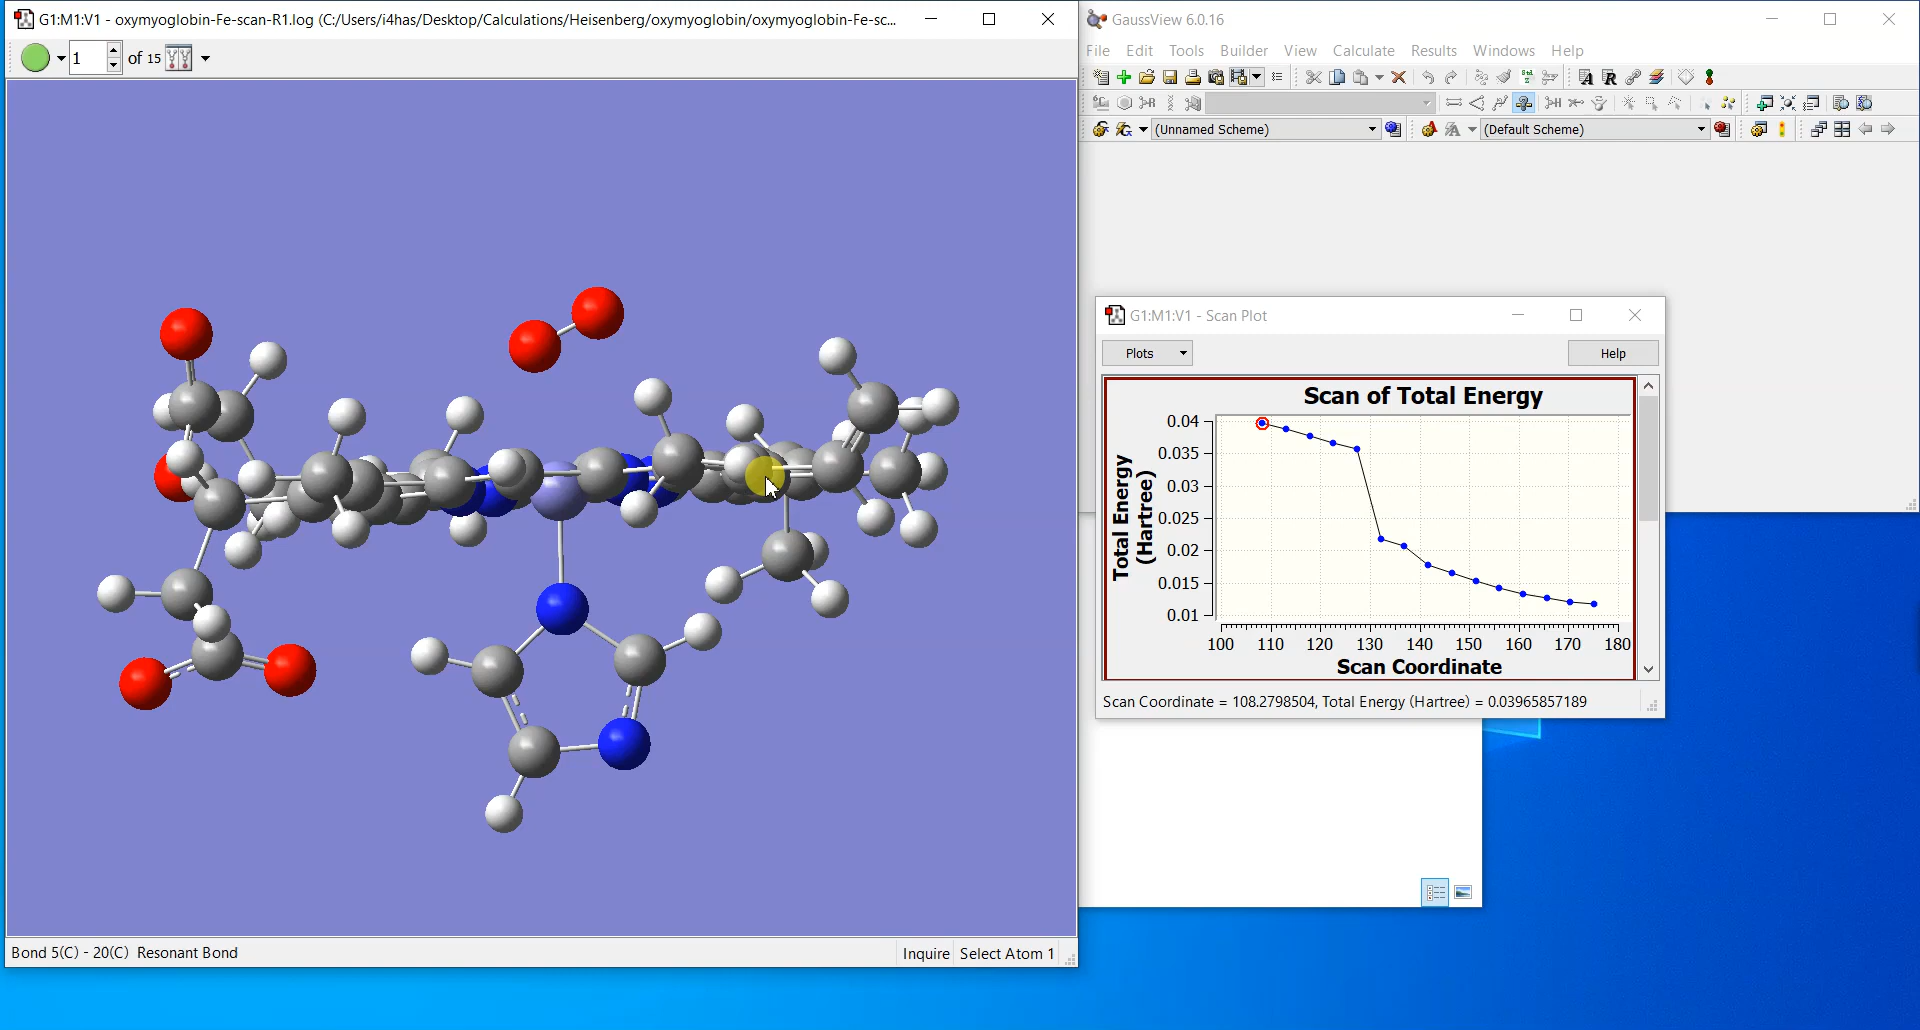 G1:M1:V1 - oxymyoglobin-Fe-scan-R1.log (C:/Users/i4has/Desktop/Calculations/Heisenberg/oxymyoglobin/oxymyoglobin-Fe-sc...
1 of 15
GaussView 6.0.16
File Edit Tools Builder View Calculate Results Windows Help
(Unnamed Scheme)
(Default Scheme)
G1:M1:V1 - Scan Plot
Plots
Help
Scan of Total Energy
Total Energy
(Hartree)
0.04
0.035
0.03
0.025
0.02
0.015
0.01
100 110 120 130 140 150 160 170 180
Scan Coordinate
Scan Coordinate = 108.2798504, Total Energy (Hartree) = 0.03965857189
Bond 5(C) - 20(C) Resonant Bond
Inquire Select Atom 1